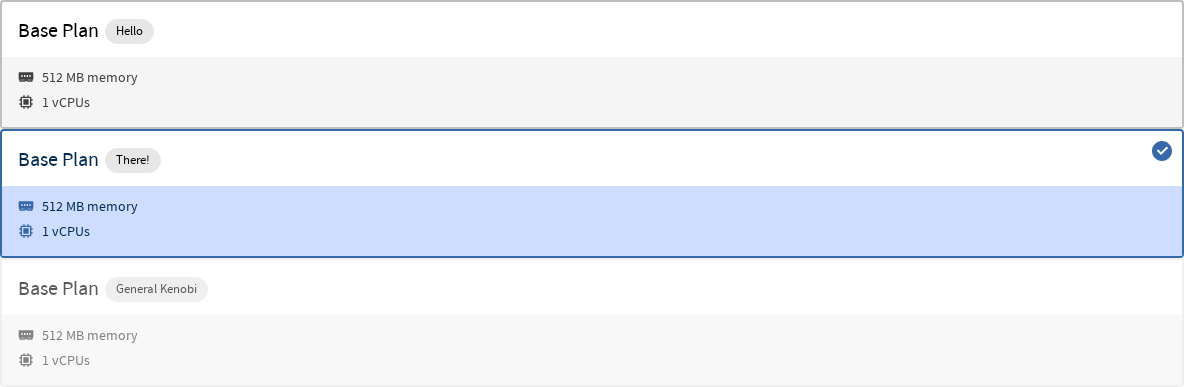 Base Plan Hello
512 MB memory
1 vCPUs
Base Plan There!
512 MB memory
1 vCPUs
Base Plan General Kenobi
512 MB memory
1 vCPUs